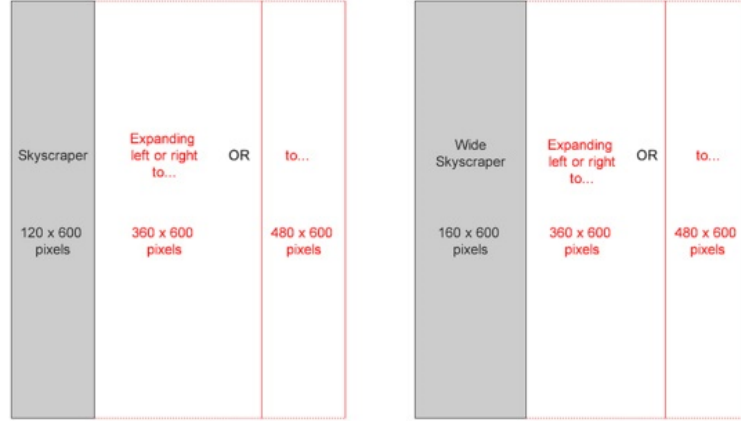 Skyscraper
Expanding
left or right
to...
OR
to...
120 x 600
pixels
360 x 600
pixels
480 x 600
pixels
Wide
Skyscraper
Expanding
left or right
to...
OR
to...
160 x 600
pixels
360 x 600
pixels
480 x 600
pixels